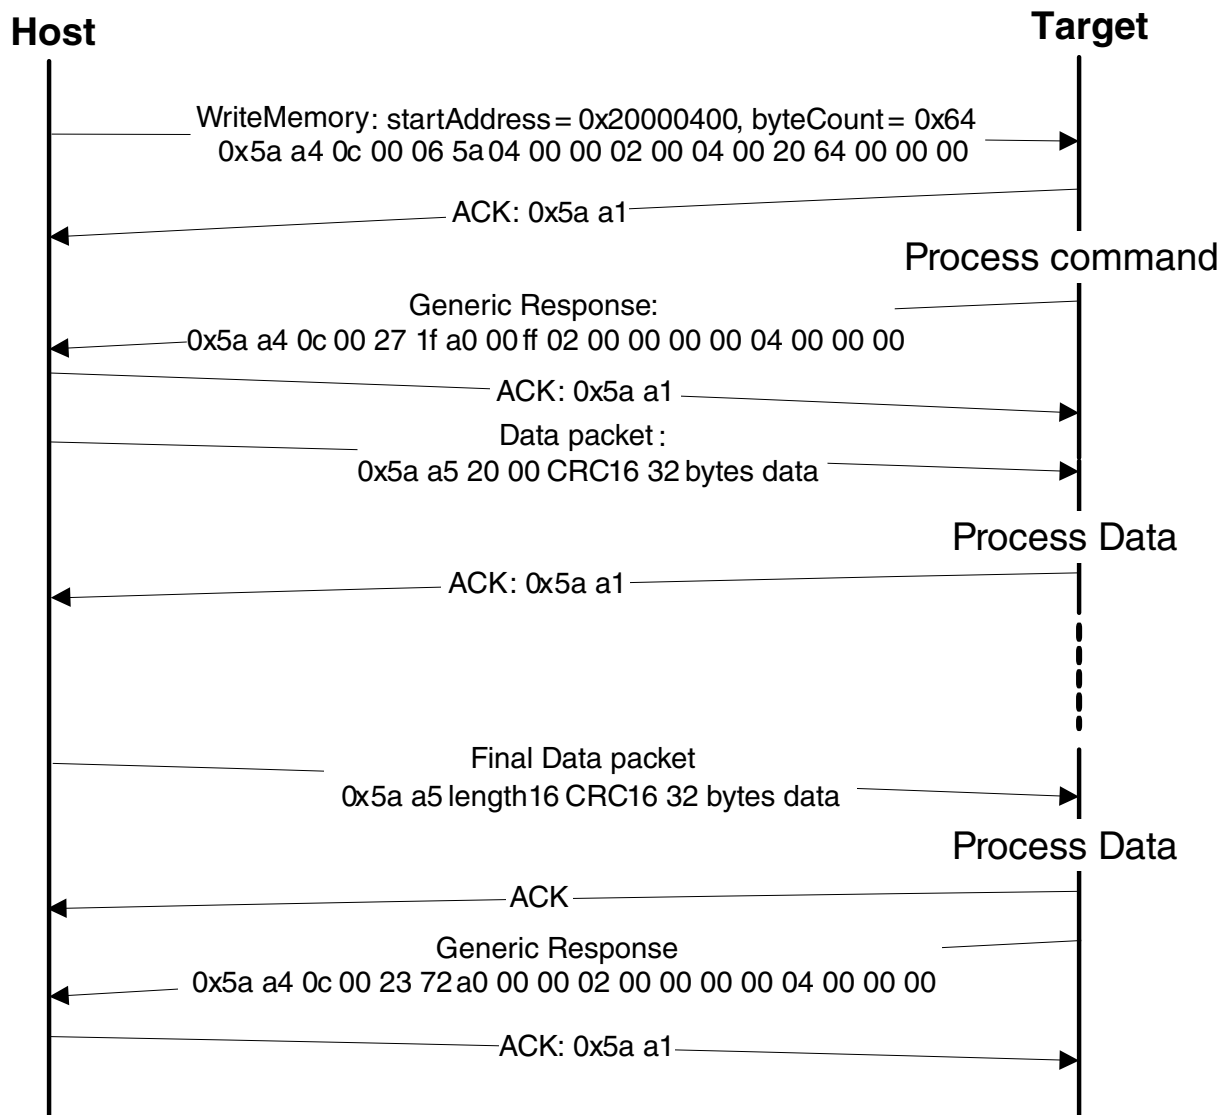 Host
Target
WriteMemory: startAddress = 0x20000400, byteCount = 0x64
0x5a a4 0c 00 06 5a 04 00 00 02 00 04 00 20 64 00 00 00
ACK: 0x5a a1
Process command
Generic Response:
0x5a a4 0c 00 27 1f a0 00 ff 02 00 00 00 00 04 00 00 00
ACK: 0x5a a1
Data packet :
0x5a a5 20 00 CRC16 32 bytes data
Process Data
ACK: 0x5a a1
Final Data packet
0x5a a5 length16 CRC16 32 bytes data
Process Data
ACK
Generic Response
0x5a a4 0c 00 23 72 a0 00 00 02 00 00 00 00 04 00 00 00
ACK: 0x5a a1